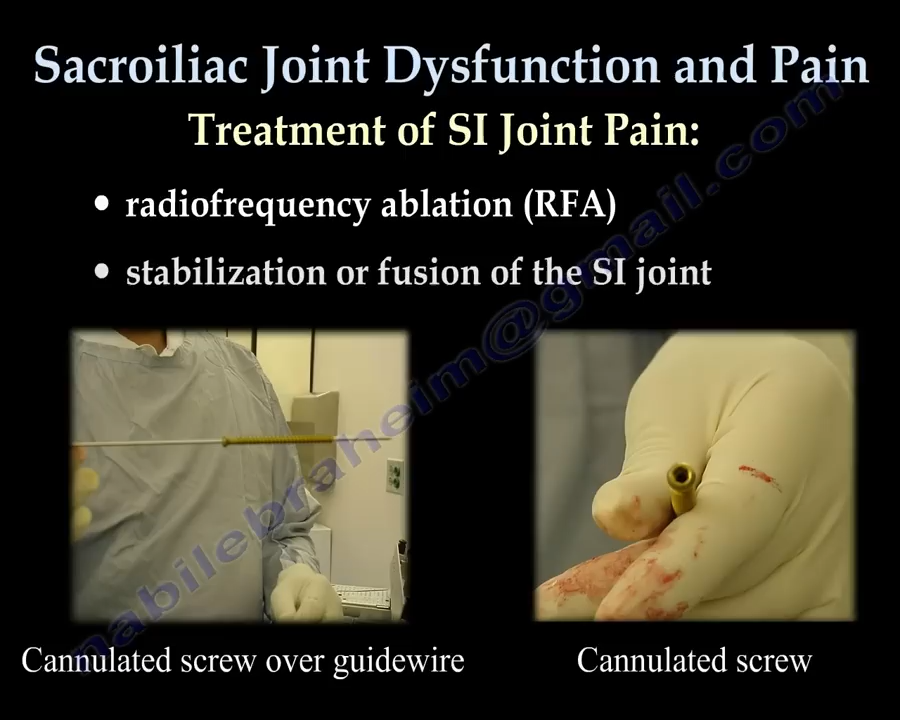 Sacroiliac Joint Dysfunction and Pain
Treatment of SI Joint Pain:
• radiofrequency ablation (RFA)
• stabilization or fusion of the SI joint
nabilebraheim@gmail.com
Cannulated screw over guidewire
Cannulated screw